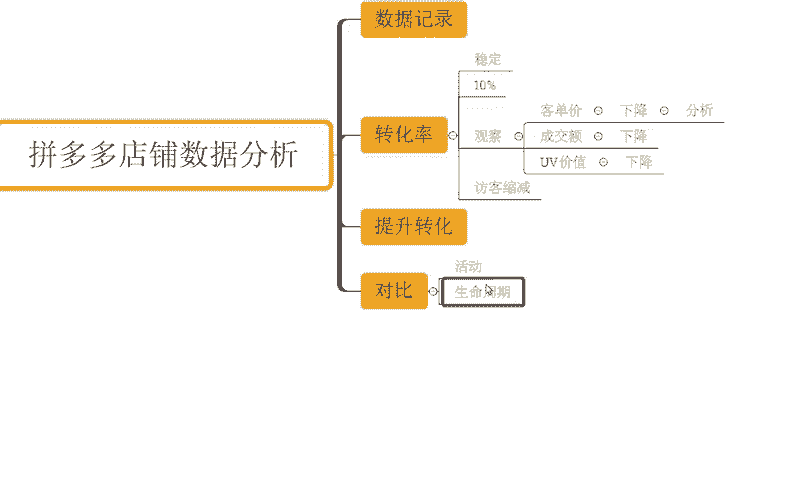 拼多多店铺数据分析
数据记录
转化率
稳定
10%
观察
客单价 下降 分析
成交额 下降
UV价值 下降
访客缩减
提升转化
对比
活动
生命周期